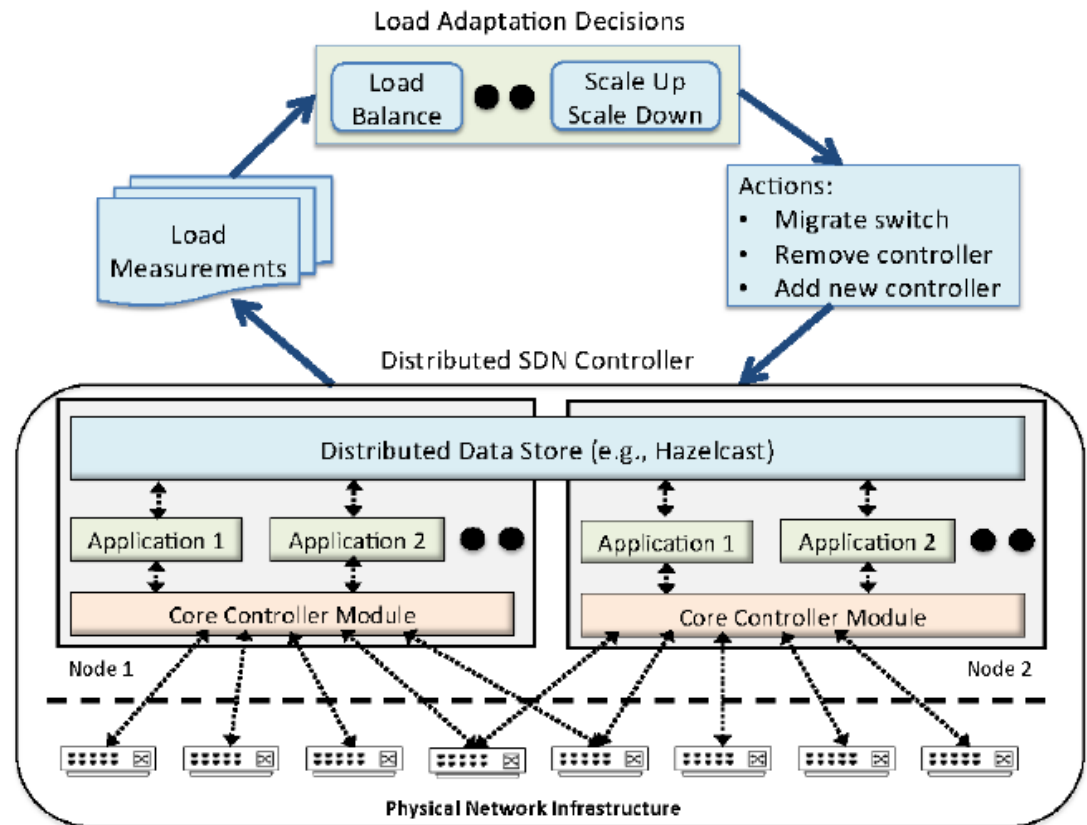 Load Adaptation Decisions
Load
Balance
Scale Up
Scale Down
Load
Measurements
Actions:
• Migrate switch
• Remove controller
• Add new controller
Distributed SDN Controller
Distributed Data Store (e.g., Hazelcast)
Application 1
Application 2
Application 1
Application 2
Core Controller Module
Core Controller Module
Node 1
Node 2
Physical Network Infrastructure